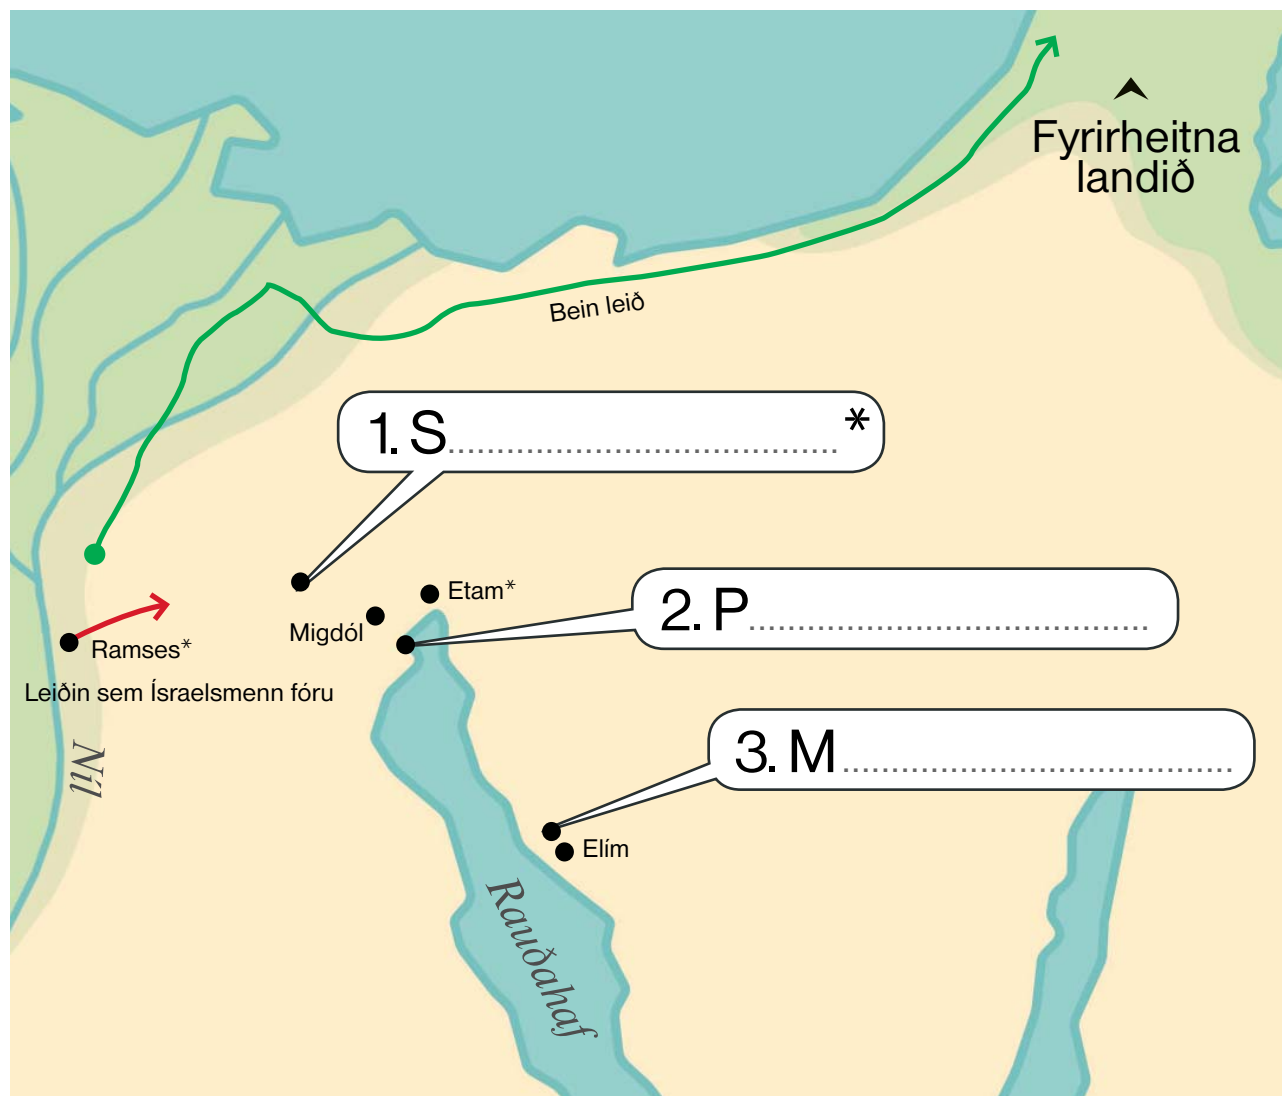 Fyrirheitna
landið
Bein leið
1. S........................................*
Etam*
2. P.........................................
Migdól
Ramses*
Leiðin sem Ísraelsmenn fóru
3. M........................................
Níl
Elím
Rauðahaf